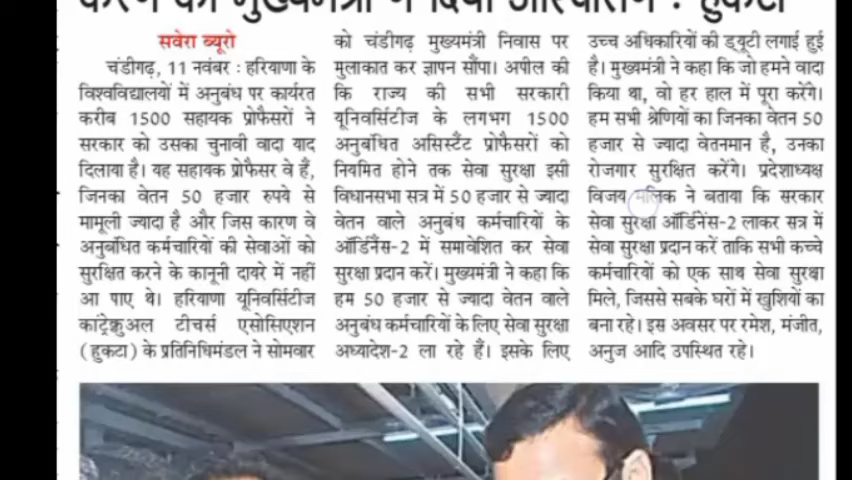 को मुख्यमंत्री ने दिया आश्वासन : हुकटा
सवेरा ब्यूरो
चंडीगढ़, 11 नवंबर : हरियाणा के
विश्वविद्यालयों में अनुबंध पर कार्यरत
करीब 1500 सहायक प्रोफैसरों ने
सरकार को उसका चुनावी वादा याद
दिलाया है। यह सहायक प्रोफेसर वे हैं,
जिनका वेतन 50 हजार रुपये से
मामूली ज्यादा है और जिस कारण वे
अनुबंधित कर्मचारियों की सेवाओं को
सुरक्षित करने के कानूनी दायरे में नहीं
आ पाए थे। हरियाणा यूनिवर्सिटीज
कांट्रेक्चुअल टीचर्स एसोसिएशन
(हुकटा) के प्रतिनिधिमंडल ने सोमवार
को चंडीगढ़ मुख्यमंत्री निवास पर
मुलाकात कर ज्ञापन सौंपा। अपील की
कि राज्य की सभी सरकारी
यूनिवर्सिटीज के लगभग 1500
अनुबंधित असिस्टैंट प्रोफैसरों को
नियमित होने तक सेवा सुरक्षा इसी
विधानसभा सत्र में 50 हजार से ज्यादा
वेतन वाले अनुबंध कर्मचारियों के
ऑर्डिनैंस-2 में समावेशित कर सेवा
सुरक्षा प्रदान करें। मुख्यमंत्री ने कहा कि
हम 50 हजार से ज्यादा वेतन वाले
अनुबंध कर्मचारियों के लिए सेवा सुरक्षा
अध्यादेश-2 ला रहे हैं। इसके लिए
उच्च अधिकारियों की ड्यूटी लगाई हुई
है। मुख्यमंत्री ने कहा कि जो हमने वादा
किया था, वो हर हाल में पूरा करेंगे।
हम सभी श्रेणियों का जिनका वेतन 50
हजार से ज्यादा वेतनमान है, उनका
रोजगार सुरक्षित करेंगे। प्रदेशाध्यक्ष
विजय मलिक ने बताया कि सरकार
सेवा सुरक्षा ऑर्डिनेंस-2 लाकर सत्र में
सेवा सुरक्षा प्रदान करें ताकि सभी कच्चे
कर्मचारियों को एक साथ सेवा सुरक्षा
मिले, जिससे सबके घरों में खुशियों का
बना रहे। इस अवसर पर रमेश, मंजीत,
अनुज आदि उपस्थित रहे।